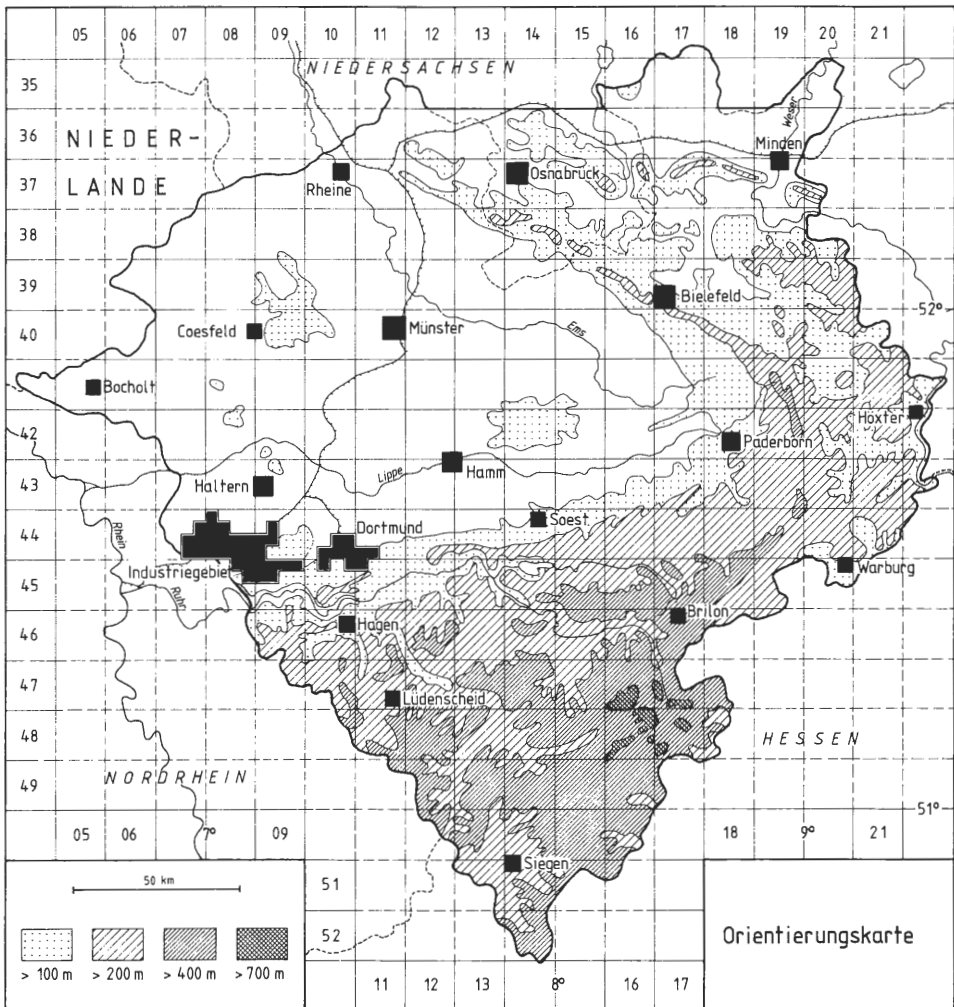 05 06 07 08 09 10 11 12 13 14 15 16 17 18 19 20 21
NIEDERSACHSEN
35
36
NIEDER-
LANDE
Weser
Minden
37
Rheine
Osnabrück
38
39
Bielefeld
52°
40
Coesfeld
Münster
Ems
Bocholt
Höxter
42
Paderborn
43
Haltern
Lippe
Hamm
Rhein
Soest
44
Dortmund
Industriegebiet
Warburg
45
Ruhr
Brilon
46
Hagen
47
Lüdenscheid
48
HESSEN
49
NORDRHEIN
51°
05 06 7° 09 18 9° 21
Siegen
50 km
51
52
Orientierungskarte
> 100 m > 200 m > 400 m > 700 m
11 12 13 8° 16 17